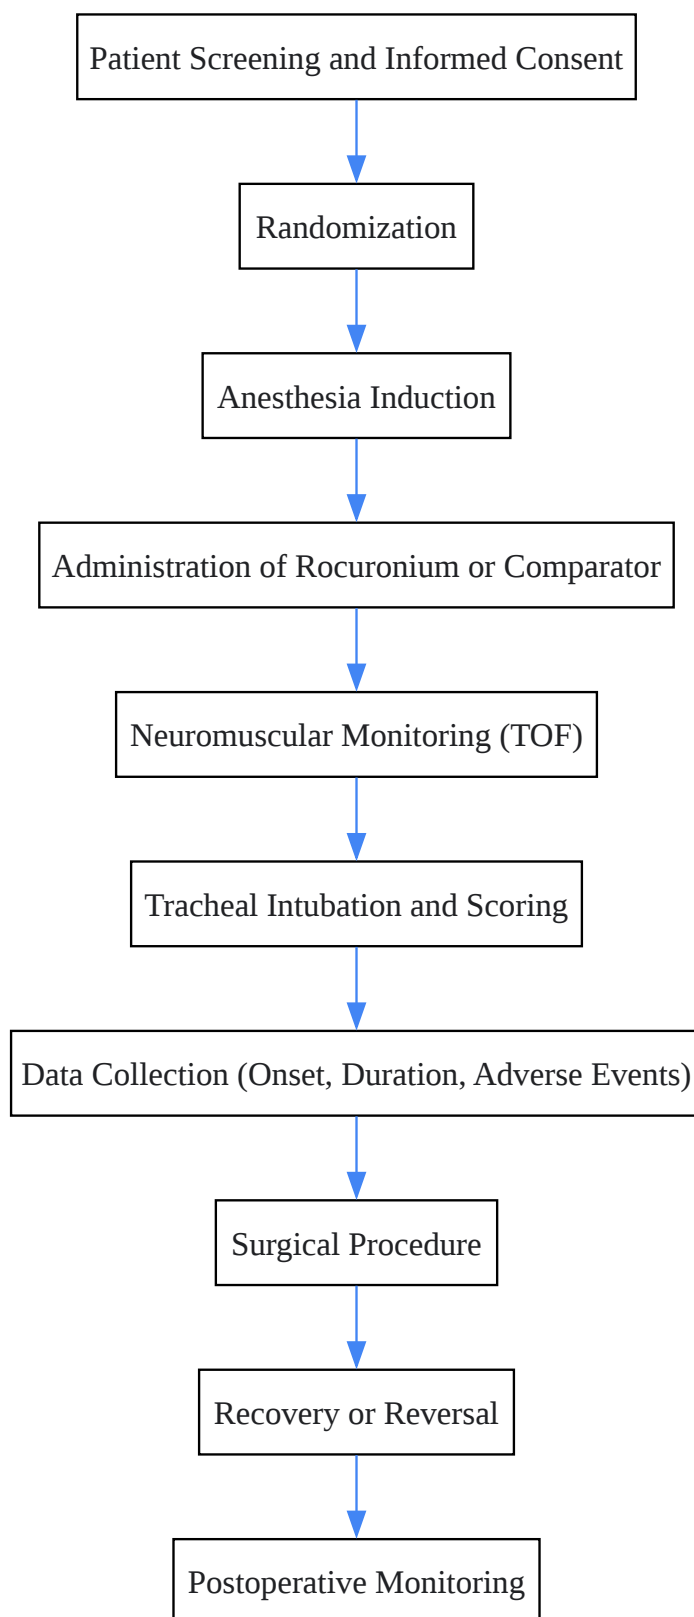 Patient Screening and Informed Consent
Randomization
Anesthesia Induction
Administration of Rocuronium or Comparator
Neuromuscular Monitoring (TOF)
Tracheal Intubation and Scoring
Data Collection (Onset, Duration, Adverse Events)
Surgical Procedure
Recovery or Reversal
Postoperative Monitoring